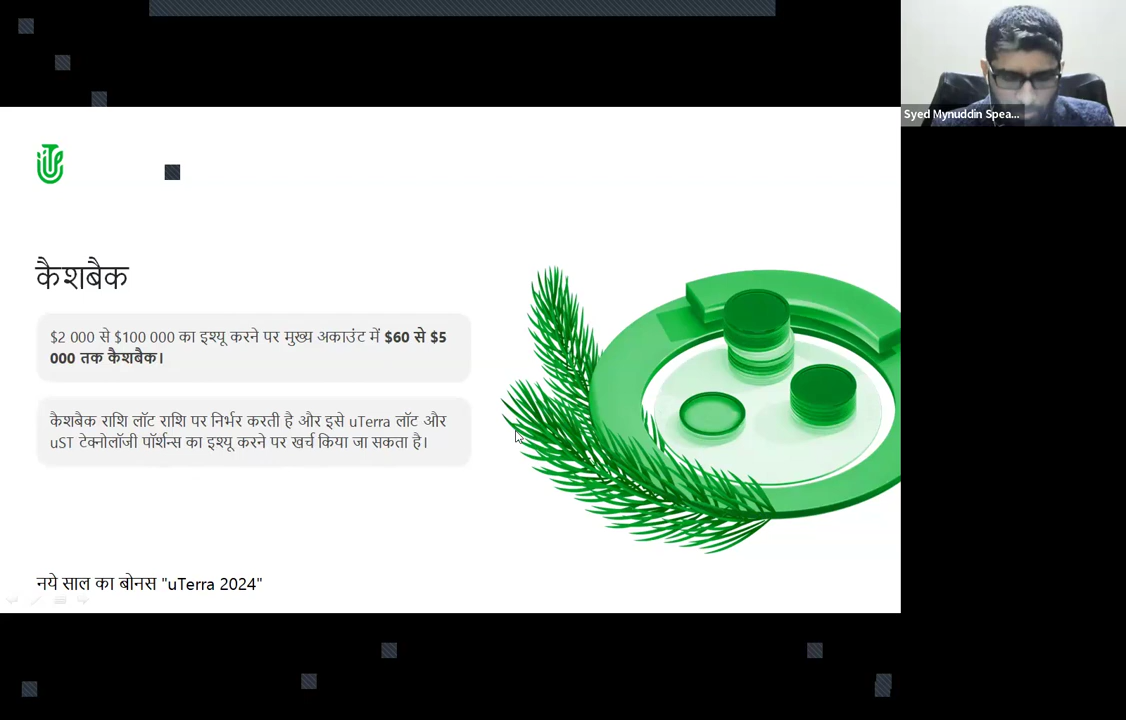 Syed Mynuddin Spea...
कैशबैक
$2 000 से $100 000 का इश्यू करने पर मुख्य अकाउंट में $60 से $5
000 तक कैशबैक।
कैशबैक राशि लॉट राशि पर निर्भर करती है और इसे uTerra लॉट और
uST टेक्नोलॉजी पॉर्शन्स का इश्यू करने पर खर्च किया जा सकता है।
नये साल का बोनस "uTerra 2024"